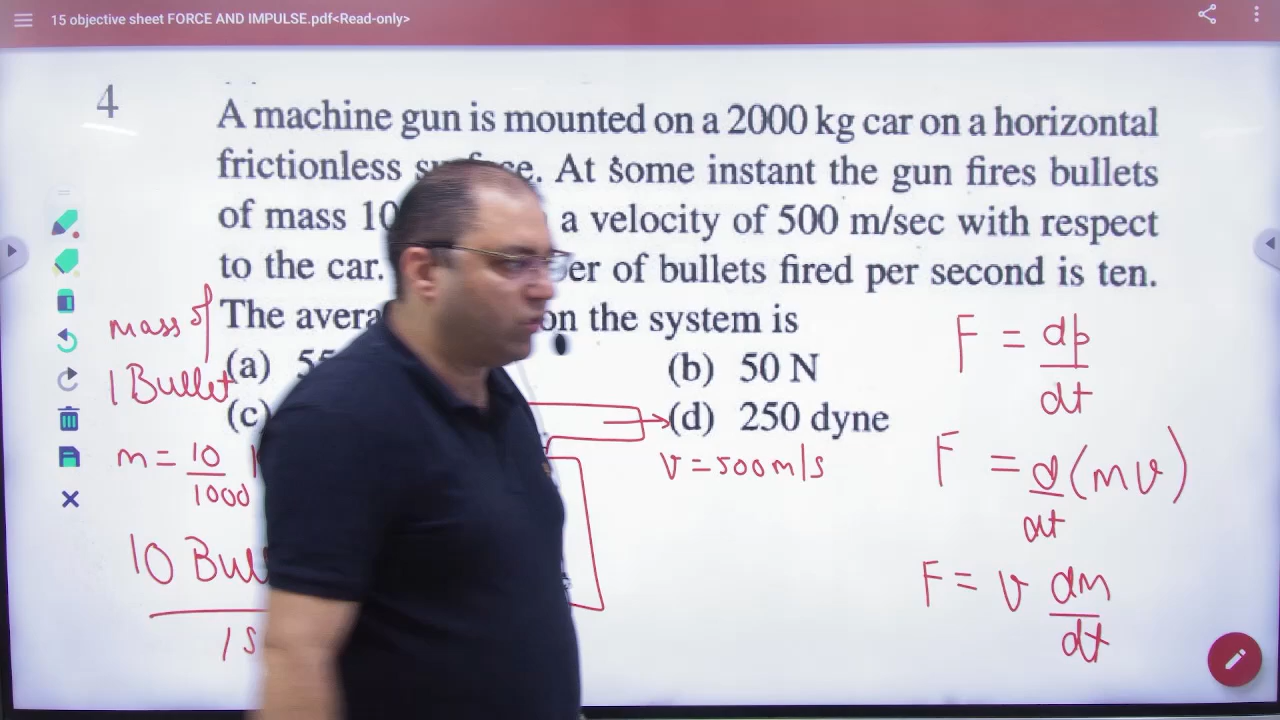 15 objective sheet FORCE AND IMPULSE.pdf<Read-only>
4
A machine gun is mounted on a 2000 kg car on a horizontal
frictionless. At some instant the gun fires bullets
of mass 10 a velocity of 500 m/sec with respect
to the car. of bullets fired per second is ten.
The on the system is
(a) (b) 50 N
(c) (d) 250 dyne
mass of
1 Bullet
m = 10/1000
10
1s
v = 500 m/s
F = dp/dt
F = d/dt (mv)
F = v dm/dt